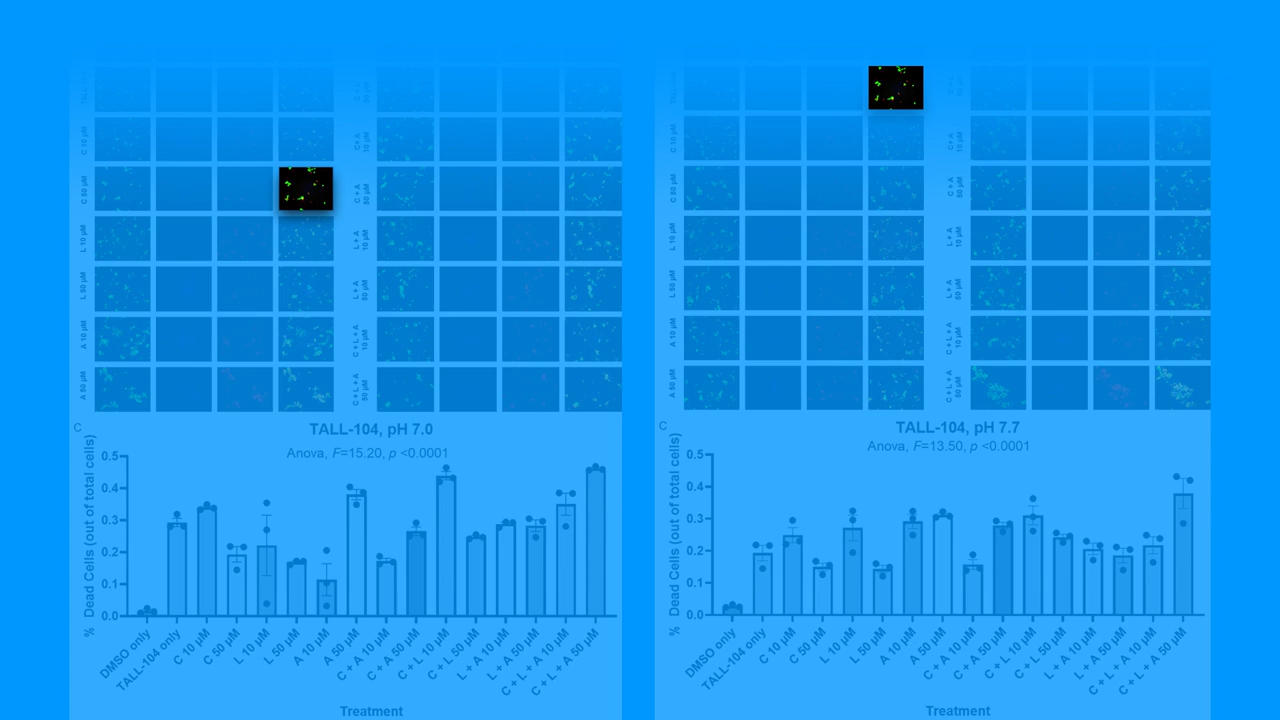 C + A
50 µM
C 10 µM
C + A
10 µM
C 50 µM
C + A
50 µM
L 10 µM
L + A
10 µM
L 50 µM
L + A
50 µM
A 10 µM
C + L + A
10 µM
A 50 µM
C + L + A
50 µM
C
TALL-104, pH 7.0
Anova, F=15.20, p <0.0001
% Dead Cells (out of total cells)
0.5
0.4
0.3
0.2
0.1
0.0
DMSO only
TALL-104 only
C 10 µM
C 50 µM
L 10 µM
L 50 µM
A 10 µM
A 50 µM
C + A 10 µM
C + A 50 µM
C + L 10 µM
C + L 50 µM
L + A 10 µM
L + A 50 µM
C + L + A 10 µM
C + L + A 50 µM
Treatment
C 10 µM
C + A
10 µM
C 50 µM
C + A
50 µM
L 10 µM
L + A
10 µM
L 50 µM
L + A
50 µM
A 10 µM
C + L + A
10 µM
A 50 µM
C + L + A
50 µM
C
TALL-104, pH 7.7
Anova, F=13.50, p <0.0001
% Dead Cells (out of total cells)
0.5
0.4
0.3
0.2
0.1
0.0
DMSO only
TALL-104 only
C 10 µM
C 50 µM
L 10 µM
L 50 µM
A 10 µM
A 50 µM
C + A 10 µM
C + A 50 µM
C + L 10 µM
C + L 50 µM
L + A 10 µM
L + A 50 µM
C + L + A 10 µM
C + L + A 50 µM
Treatment